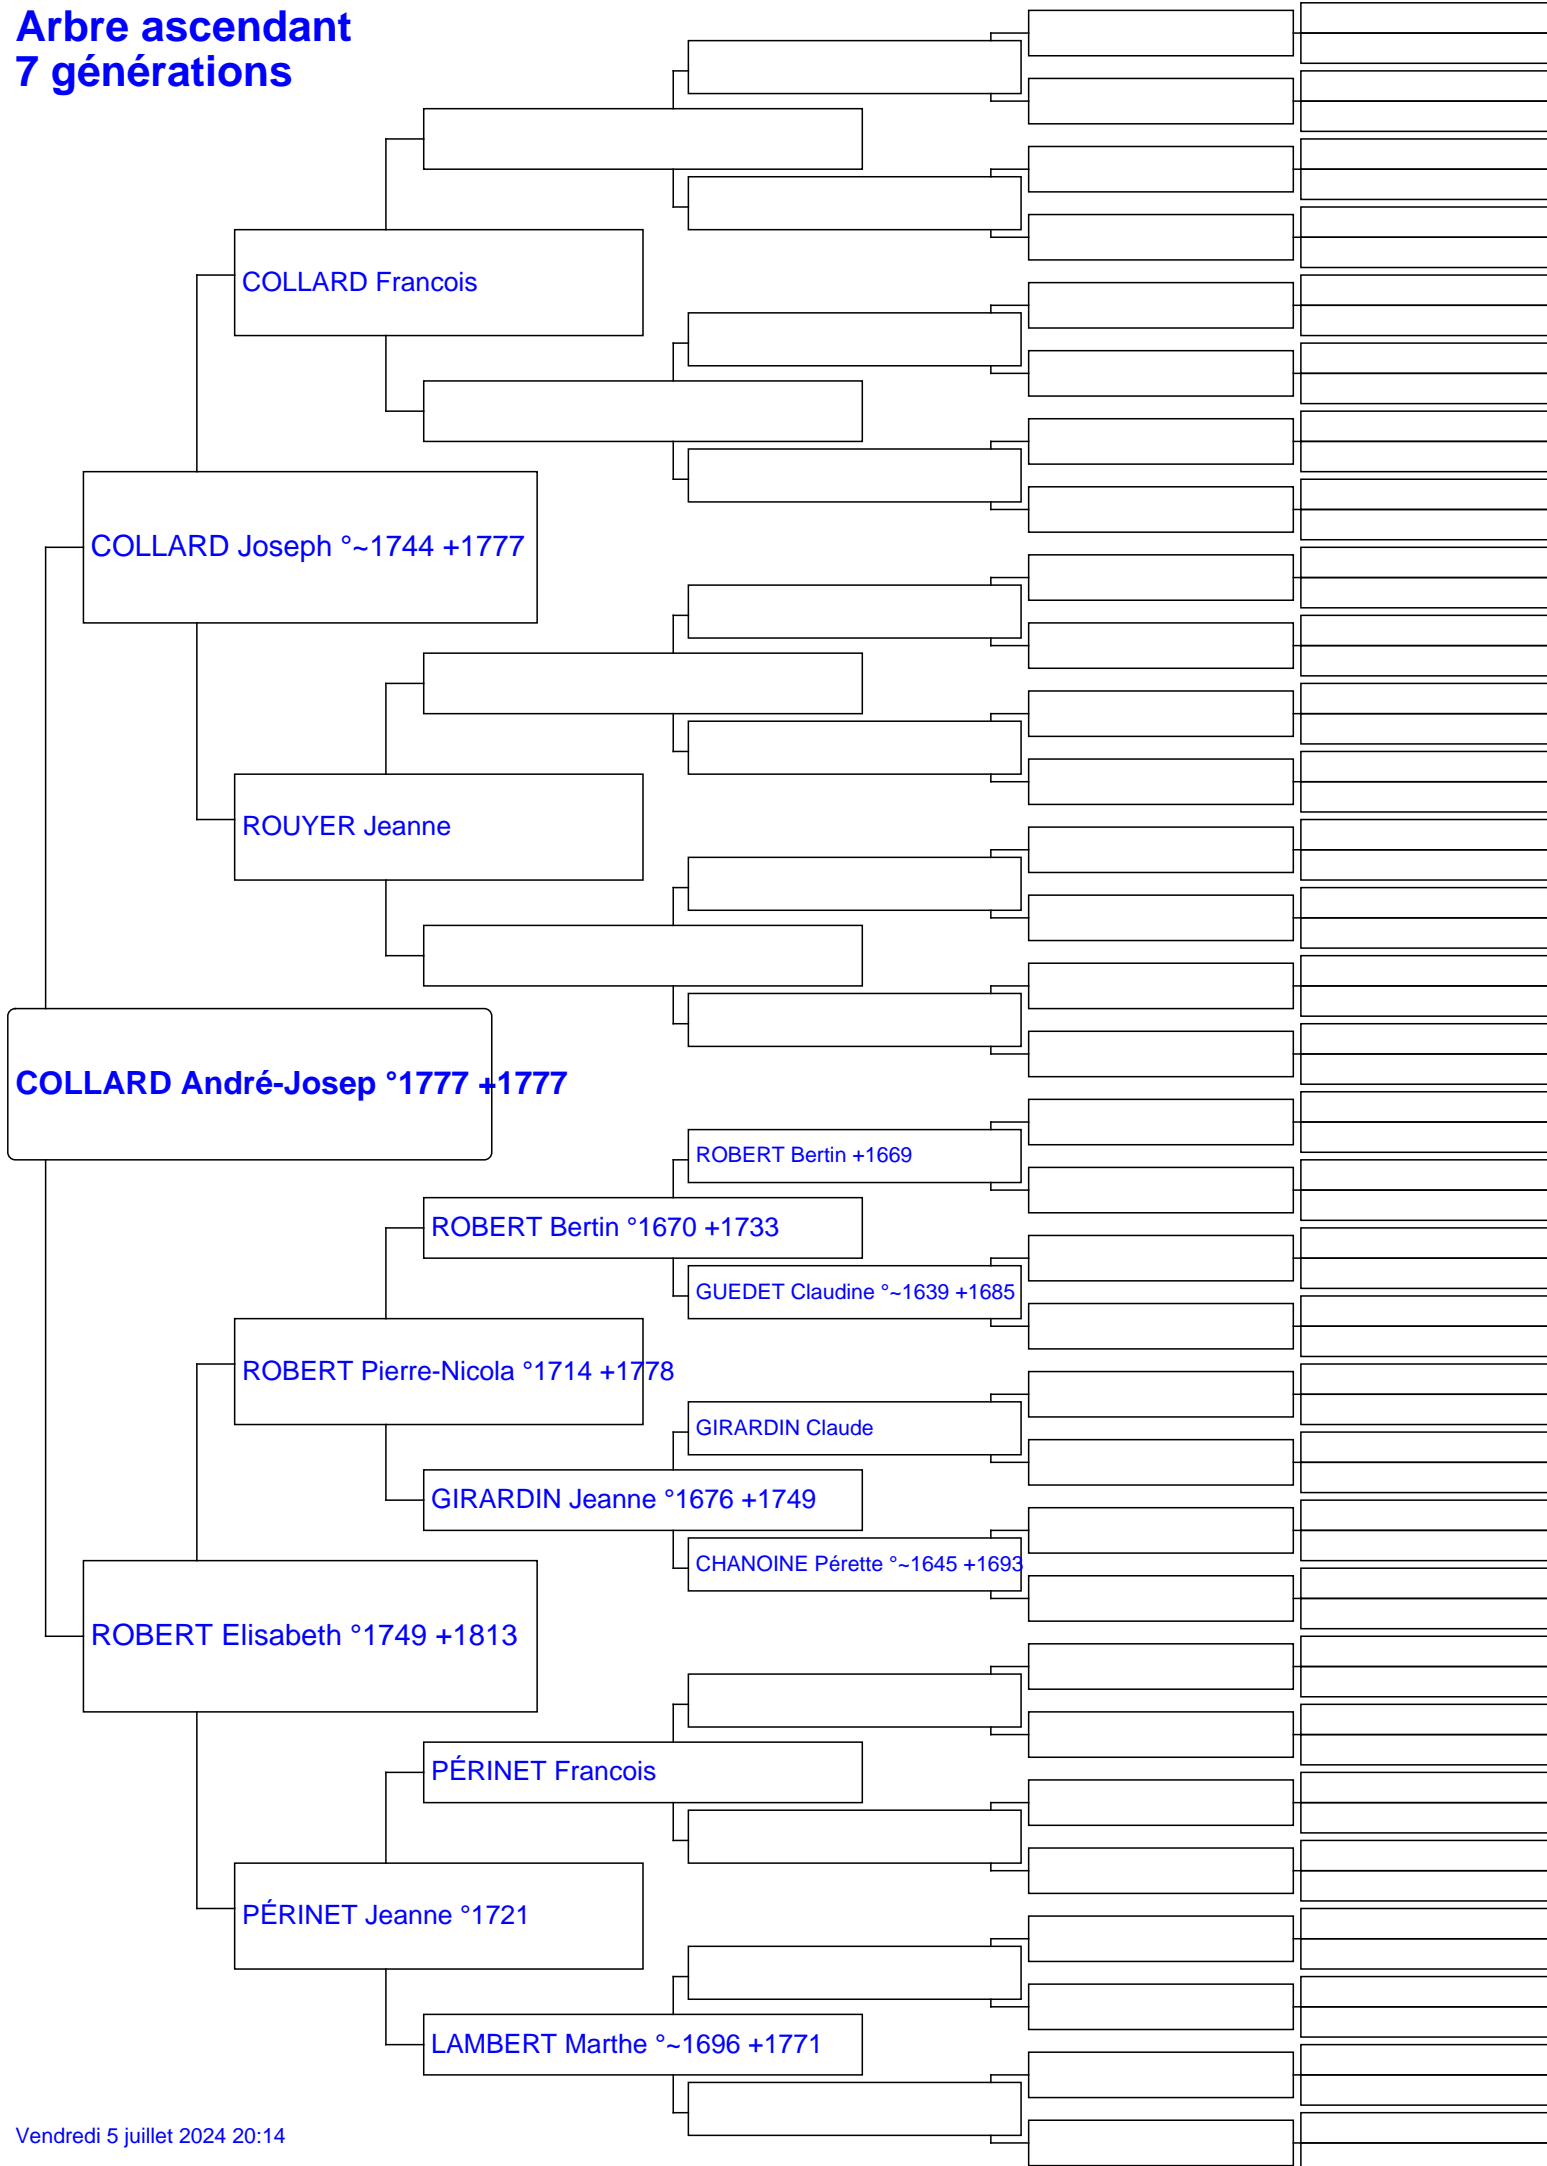 Arbre ascendant
7 générations
COLLARD Francois
COLLARD Joseph °~1744 +1777
ROUYER Jeanne
COLLARD André-Josep °1777 +1777
ROBERT Bertin +1669
ROBERT Bertin °1670 +1733
GUEDET Claudine °~1639 +1685
ROBERT Pierre-Nicola °1714 +1778
GIRARDIN Claude
GIRARDIN Jeanne °1676 +1749
CHANOINE Pérette °~1645 +1693
ROBERT Elisabeth °1749 +1813
PÉRINET Francois
PÉRINET Jeanne °1721
LAMBERT Marthe °~1696 +1771
Vendredi 5 juillet 2024 20:14